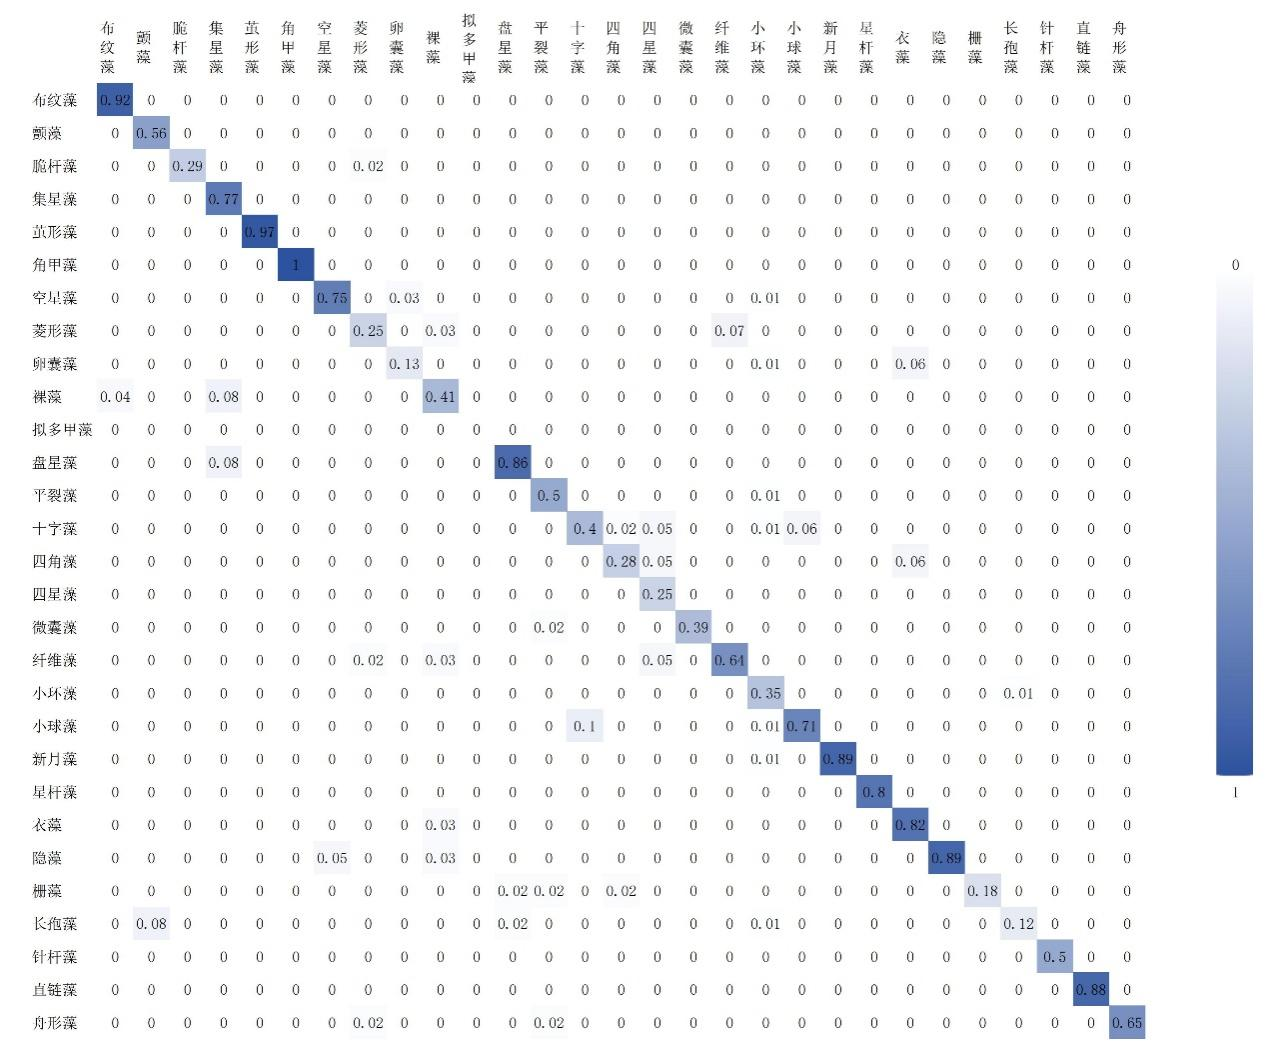 布纹藻 颤藻 脆杆藻 集星藻 茧形藻 角甲藻 空星藻 菱形藻 卵囊藻 裸藻 拟多甲藻 盘星藻 平裂藻 十字藻 四角藻 四星藻 微囊藻 纤维藻 小环藻 小球藻 新月藻 星杆藻 衣藻 隐藻 栅藻 长孢藻 针杆藻 直链藻 舟形藻
布纹藻 0.92 0 0 0 0 0 0 0 0 0 0 0 0 0 0 0 0 0 0 0 0 0 0 0 0 0 0 0 0
颤藻 0 0.56 0 0 0 0 0 0 0 0 0 0 0 0 0 0 0 0 0 0 0 0 0 0 0 0 0 0 0
脆杆藻 0 0 0.29 0 0 0 0 0.02 0 0 0 0 0 0 0 0 0 0 0 0 0 0 0 0 0 0 0 0 0
集星藻 0 0 0 0.77 0 0 0 0 0 0 0 0 0 0 0 0 0 0 0 0 0 0 0 0 0 0 0 0 0
茧形藻 0 0 0 0 0.97 0 0 0 0 0 0 0 0 0 0 0 0 0 0 0 0 0 0 0 0 0 0 0 0
角甲藻 0 0 0 0 0 1 0 0 0 0 0 0 0 0 0 0 0 0 0 0 0 0 0 0 0 0 0 0 0
空星藻 0 0 0 0 0 0 0.75 0 0.03 0 0 0 0 0 0 0 0 0 0.01 0 0 0 0 0 0 0 0 0 0
菱形藻 0 0 0 0 0 0 0 0.25 0 0.03 0 0 0 0 0 0 0 0.07 0 0 0 0 0 0 0 0 0 0 0
卵囊藻 0 0 0 0 0 0 0 0 0.13 0 0 0 0 0 0 0 0 0 0.01 0 0 0 0.06 0 0 0 0 0 0
裸藻 0.04 0 0 0.08 0 0 0 0 0 0.41 0 0 0 0 0 0 0 0 0 0 0 0 0 0 0 0 0 0 0
拟多甲藻 0 0 0 0 0 0 0 0 0 0 0 0 0 0 0 0 0 0 0 0 0 0 0 0 0 0 0 0 0
盘星藻 0 0 0 0.08 0 0 0 0 0 0 0 0.86 0 0 0 0 0 0 0 0 0 0 0 0 0 0 0 0 0
平裂藻 0 0 0 0 0 0 0 0 0 0 0 0 0.5 0 0 0 0 0 0.01 0 0 0 0 0 0 0 0 0 0
十字藻 0 0 0 0 0 0 0 0 0 0 0 0 0 0.4 0.02 0.05 0 0 0.01 0.06 0 0 0 0 0 0 0 0 0
四角藻 0 0 0 0 0 0 0 0 0 0 0 0 0 0 0.28 0.05 0 0 0 0 0 0 0.06 0 0 0 0 0 0
四星藻 0 0 0 0 0 0 0 0 0 0 0 0 0 0 0 0.25 0 0 0 0 0 0 0 0 0 0 0 0 0
微囊藻 0 0 0 0 0 0 0 0 0 0 0 0 0.02 0 0 0 0.39 0 0 0 0 0 0 0 0 0 0 0 0
纤维藻 0 0 0 0 0 0 0 0.02 0 0.03 0 0 0 0 0 0.05 0 0.64 0 0 0 0 0 0 0 0 0 0 0
小环藻 0 0 0 0 0 0 0 0 0 0 0 0 0 0 0 0 0 0 0.35 0 0 0 0 0 0 0.01 0 0 0
小球藻 0 0 0 0 0 0 0 0 0 0 0 0 0 0.1 0 0 0 0 0.01 0.71 0 0 0 0 0 0 0 0 0
新月藻 0 0 0 0 0 0 0 0 0 0 0 0 0 0 0 0 0 0 0.01 0 0.89 0 0 0 0 0 0 0 0
星杆藻 0 0 0 0 0 0 0 0 0 0 0 0 0 0 0 0 0 0 0 0 0 0.8 0 0 0 0 0 0 0
衣藻 0 0 0 0 0 0 0 0 0 0.03 0 0 0 0 0 0 0 0 0 0 0 0 0.82 0 0 0 0 0 0
隐藻 0 0 0 0 0 0 0.05 0 0 0.03 0 0 0 0 0 0 0 0 0 0 0 0 0 0.89 0 0 0 0 0
栅藻 0 0 0 0 0 0 0 0 0 0 0 0.02 0.02 0 0.02 0 0 0 0 0 0 0 0 0 0.18 0 0 0 0
长孢藻 0 0.08 0 0 0 0 0 0 0 0 0 0.02 0 0 0 0 0 0 0.01 0 0 0 0 0 0 0.12 0 0 0
针杆藻 0 0 0 0 0 0 0 0 0 0 0 0 0 0 0 0 0 0 0 0 0 0 0 0 0 0 0.5 0 0
直链藻 0 0 0 0 0 0 0 0 0 0 0 0 0 0 0 0 0 0 0 0 0 0 0 0 0 0 0 0.88 0
舟形藻 0 0 0 0 0 0 0 0.02 0 0 0 0 0.02 0 0 0 0 0 0 0 0 0 0 0 0 0 0 0 0.65
0
1